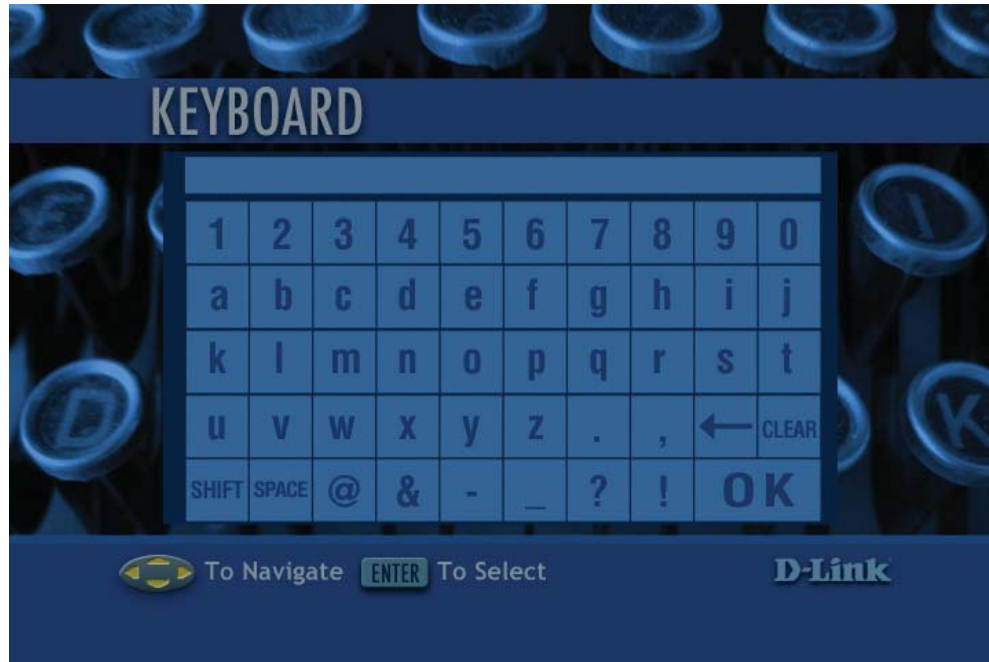 KEYBOARD
1 2 3 4 5 6 7 8 9 0
a b c d e f g h i j
k l m n o p q r s t
u v w x y z . , ← CLEAR
SHIFT SPACE @ & - _ ? ! OK
D K
To Navigate ENTER To Select D-Link